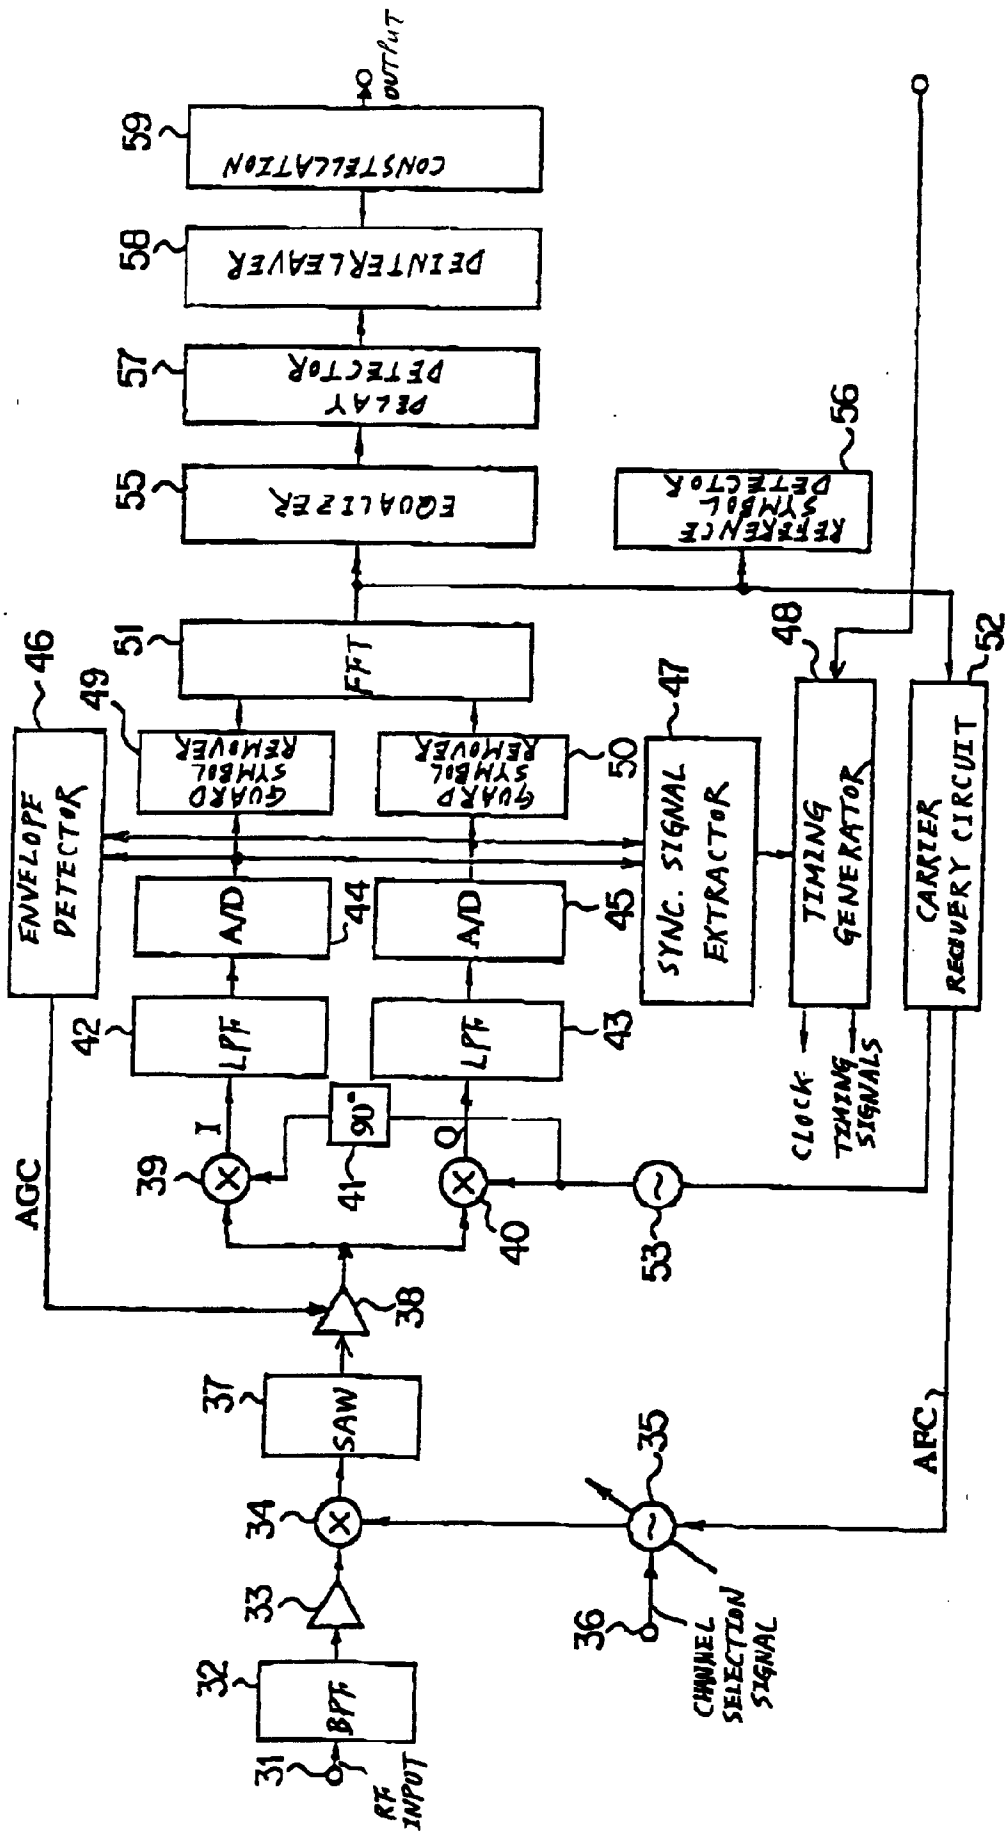 31
RF
INPUT
32
BPF
33
34
35
36
CHANNEL
SELECTION
SIGNAL
37
SAW
38
AGC
AFC
39
I
40
Q
41
90°
53
42
LPF
43
LPF
44
A/D
45
A/D
46
ENVELOPE
DETECTOR
49
GUARD
SYMBOL
REMOVER
50
GUARD
SYMBOL
REMOVER
47
SYNC. SIGNAL
EXTRACTOR
48
TIMING
GENERATOR
CLOCK
TIMING
SIGNALS
52
CARRIER
RECOVERY CIRCUIT
51
FFT
55
EQUALIZER
56
REFERENCE
SYMBOL
DETECTOR
57
DELAY
DETECTOR
58
DEINTERLEAVER
59
CONSTELLATION
OUTPUT